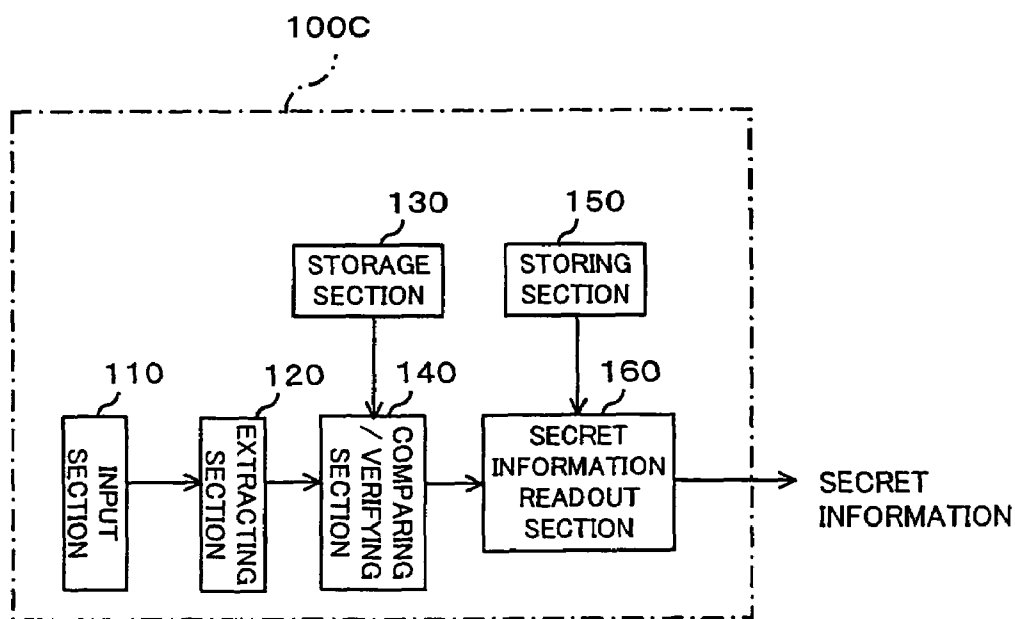 100C
130
STORAGE
SECTION
150
STORING
SECTION
110
INPUT
SECTION
120
EXTRACTING
SECTION
140
COMPARING
/ VERIFYING
SECTION
160
SECRET
INFORMATION
READOUT
SECTION
SECRET
INFORMATION